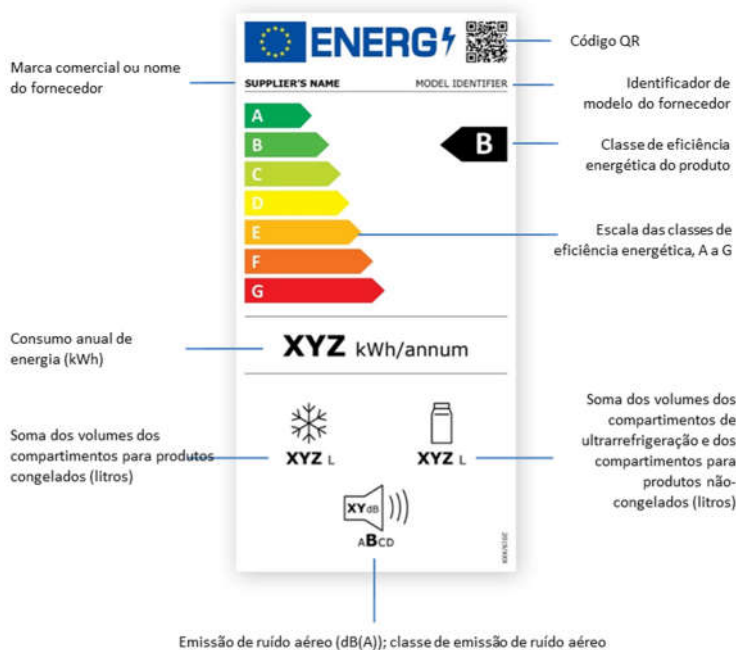 ENERG
Código QR
Marca comercial ou nome
do fornecedor
SUPPLIER'S NAME
MODEL IDENTIFIER
Identificador de
modelo do fornecedor
A
B
B
Classe de eficiência
energética do produto
C
D
E
Escala das classes de
eficiência energética, A a G
F
G
Consumo anual de
energia (kWh)
XYZ kWh/annum
Soma dos volumes dos
compartimentos para produtos
congelados (litros)
XYZ L
XYZ L
Soma dos volumes dos
compartimentos de
ultrarrefrigeração e dos
compartimentos para
produtos não-
congelados (litros)
XY dB
ABCD
Emissão de ruído aéreo (dB(A)); classe de emissão de ruído aéreo